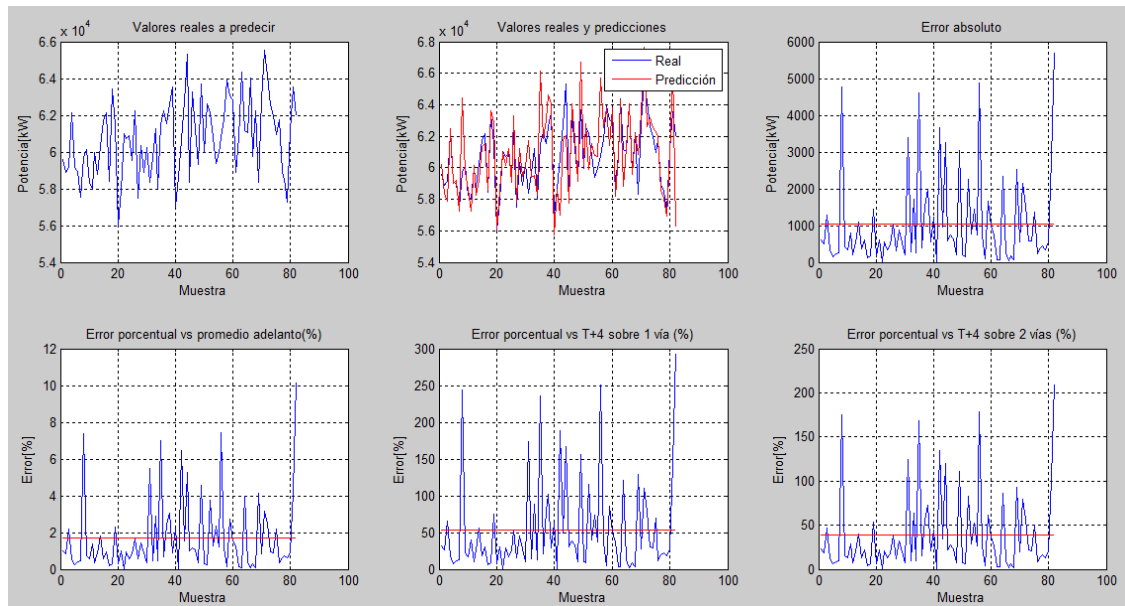 Valores reales a predecir
x 10^4
6.6
6.4
6.2
6
5.8
5.6
5.4
Potencia[kW]
0 20 40 60 80 100
Muestra
Valores reales y predicciones
x 10^4
6.8
6.6
6.4
6.2
6
5.8
5.6
5.4
Potencia[kW]
Real
Predicción
0 20 40 60 80 100
Muestra
Error absoluto
6000
5000
4000
3000
2000
1000
0
Potencia[kW]
0 20 40 60 80 100
Muestra
Error porcentual vs promedio adelanto(%)
12
10
8
6
4
2
0
Error[%]
0 20 40 60 80 100
Muestra
Error porcentual vs T+4 sobre 1 vía (%)
300
250
200
150
100
50
0
Error[%]
0 20 40 60 80 100
Muestra
Error porcentual vs T+4 sobre 2 vías (%)
250
200
150
100
50
0
Error[%]
0 20 40 60 80 100
Muestra